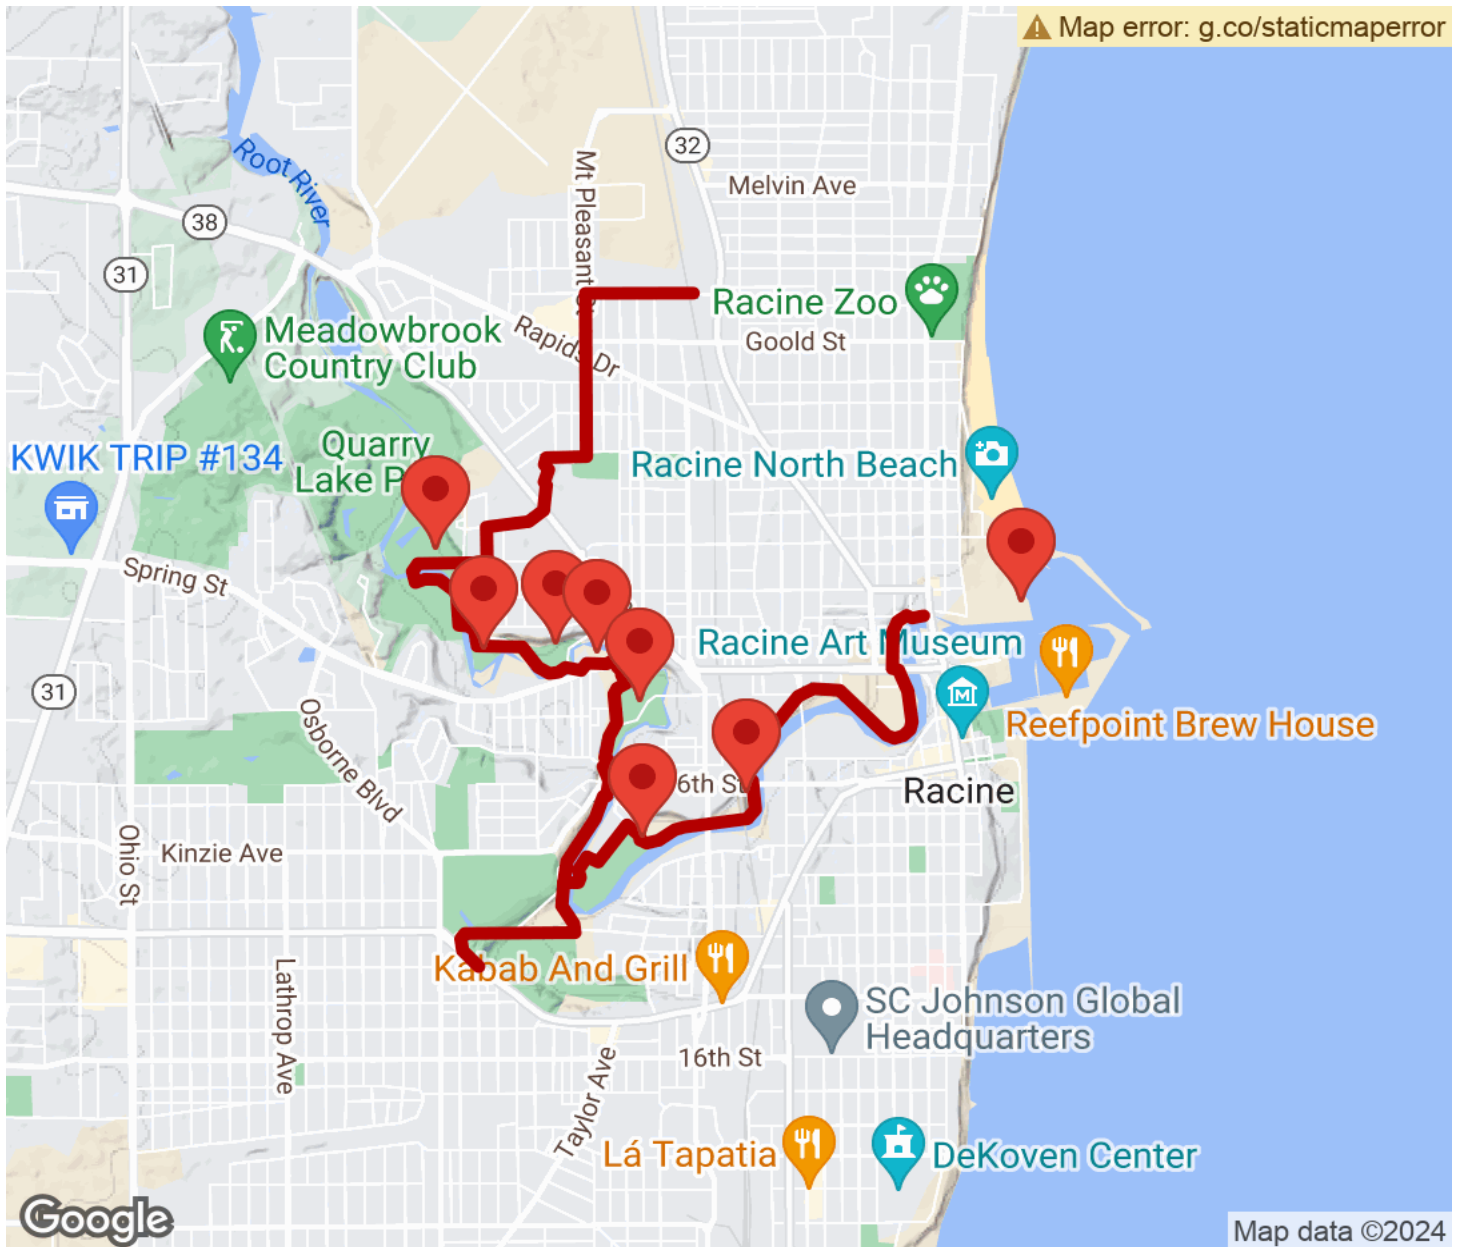 Map error: g.co/staticmaperror
Root River
32
Melvin Ave
Mt Pleasant St
38
31
Racine Zoo
Goold St
Meadowbrook
Country Club
Rapids Dr
Quarry
Lake P
KWIK TRIP #134
Racine North Beach
Spring St
Racine Art Museum
31
Osborne Blvd
Reefpoint Brew House
6th St
Racine
Ohio St
Kinzie Ave
Kabab And Grill
Lathrop Ave
SC Johnson Global
Headquarters
16th St
Taylor Ave
Lá Tapatia
DeKoven Center
Google
Map data ©2024